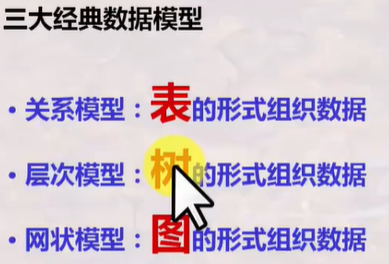 三大经典数据模型
• 关系模型：表的形式组织数据
• 层次模型：树的形式组织数据
• 网状模型：图的形式组织数据